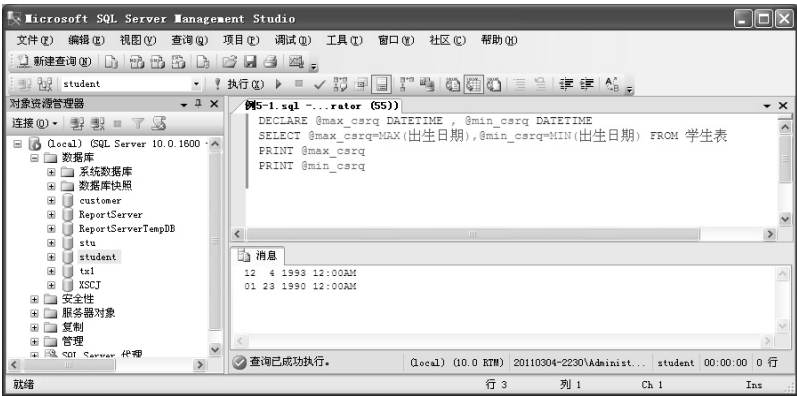 Microsoft SQL Server Management Studio
文件(F) 编辑(E) 视图(V) 查询(Q) 项目(P) 调试(D) 工具(T) 窗口(W) 社区(C) 帮助(H)
新建查询(N)
student 执行(X)
对象资源管理器
连接(O)
(local) (SQL Server 10.0.1600 -
数据库
系统数据库
数据库快照
customer
ReportServer
ReportServerTempDB
stu
student
txl
XSCJ
安全性
服务器对象
复制
管理
SQL Server 代理
例5-1.sql -...rator (55))
DECLARE @max_csrq DATETIME , @min_csrq DATETIME
SELECT @max_csrq=MAX(出生日期),@min_csrq=MIN(出生日期) FROM 学生表
PRINT @max_csrq
PRINT @min_csrq
消息
12  4 1993 12:00AM
01 23 1990 12:00AM
查询已成功执行。 (local) (10.0 RTM) 20110304-2230\Administ... student 00:00:00 0 行
就绪 行 3 列 1 Ch 1 Ins